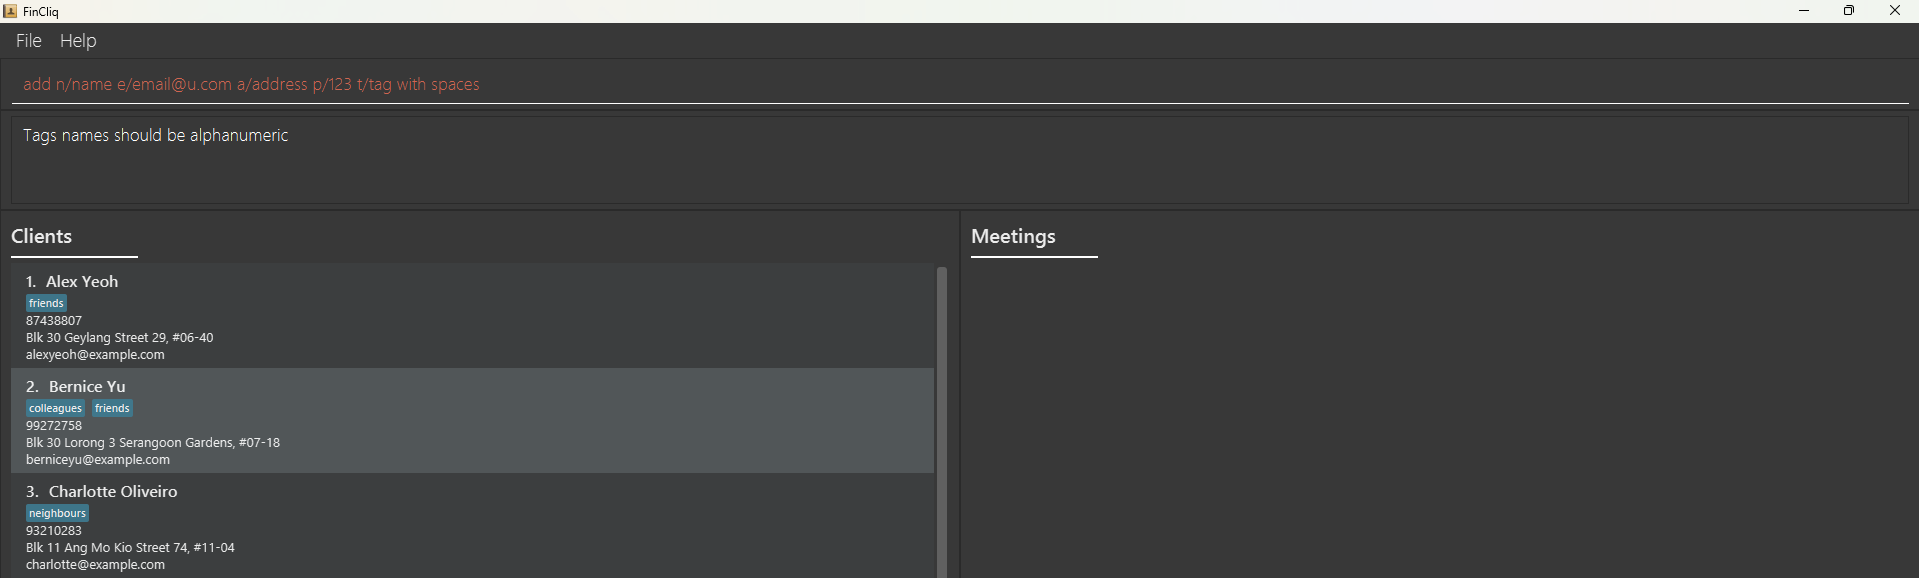 FinCliq
File Help
add n/name e/email@u.com a/address p/123 t/tag with spaces
Tags names should be alphanumeric
Clients
1. Alex Yeoh
friends
87438807
Blk 30 Geylang Street 29, #06-40
alexyeoh@example.com
2. Bernice Yu
colleagues friends
99272758
Blk 30 Lorong 3 Serangoon Gardens, #07-18
berniceyu@example.com
3. Charlotte Oliveiro
neighbours
93210283
Blk 11 Ang Mo Kio Street 74, #11-04
charlotte@example.com
Meetings